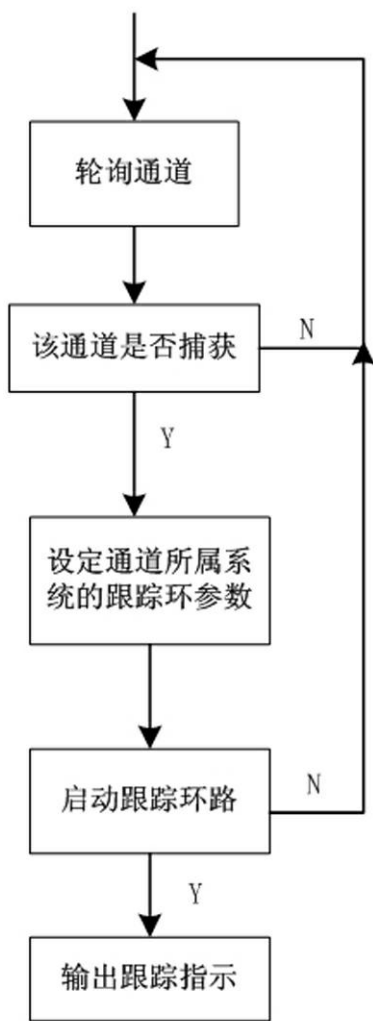 轮询通道
该通道是否捕获
N
Y
设定通道所属系
统的跟踪环参数
启动跟踪环路
N
Y
输出跟踪指示